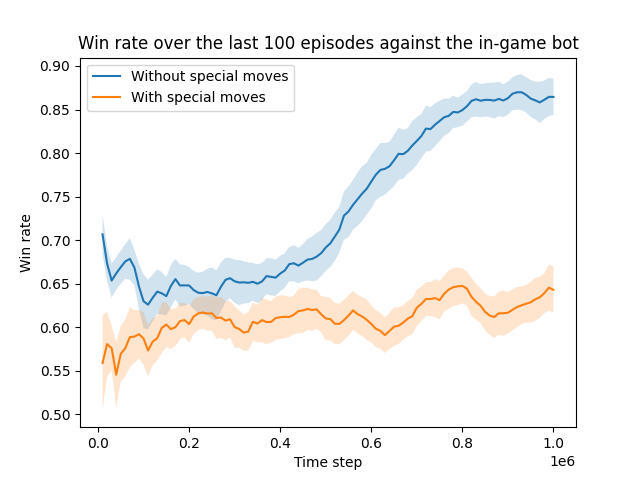 Win rate over the last 100 episodes against the in-game bot
Without special moves
With special moves
0.90
0.85
0.80
0.75
0.70
0.65
0.60
0.55
0.50
Win rate
0.0
0.2
0.4
0.6
0.8
1.0
1e6
Time step